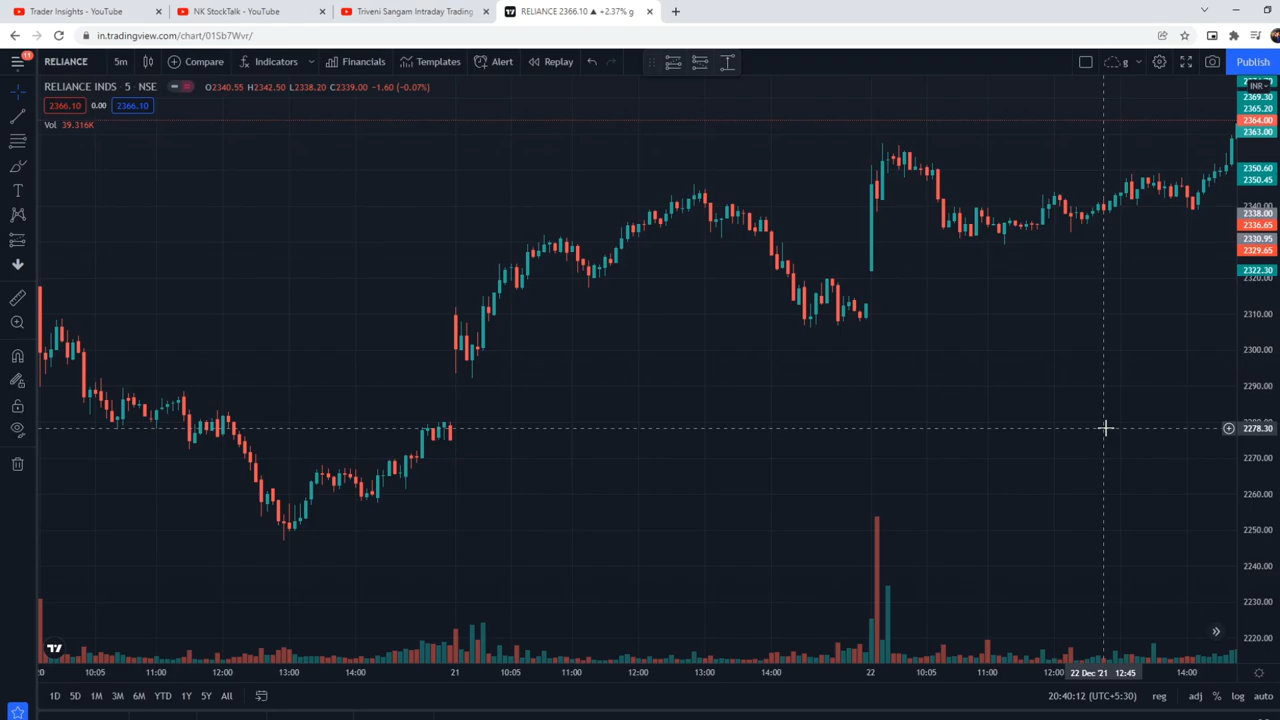 Trader Insights - YouTube
NK StockTalk - YouTube
Triveni Sangam Intraday Trading
RELIANCE 2366.10 ▲ +2.37% g
in.tradingview.com/chart/01Sb7Wvr/
11
RELIANCE 5m Compare Indicators Financials Templates Alert Replay g Publish
RELIANCE INDS · 5 · NSE O2340.55 H2342.50 L2338.20 C2339.00 -1.60 (-0.07%)
INR
2366.10 0.00 2366.10
Vol 39.316K
2369.30
2365.20
2364.00
2363.00
2350.60
2350.45
2340.00
2338.00
2336.65
2330.95
2329.65
2322.30
2320.00
2310.00
2300.00
2290.00
2278.30
2270.00
2260.00
2250.00
2240.00
2230.00
2220.00
10:05 11:00 12:00 13:00 14:00 21 10:05 11:00 12:00 13:00 14:00 22 10:05 11:00 12:00 22 Dec '21 12:45 14:00
1D 5D 1M 3M 6M YTD 1Y 5Y All 20:40:12 (UTC+5:30) reg adj % log auto